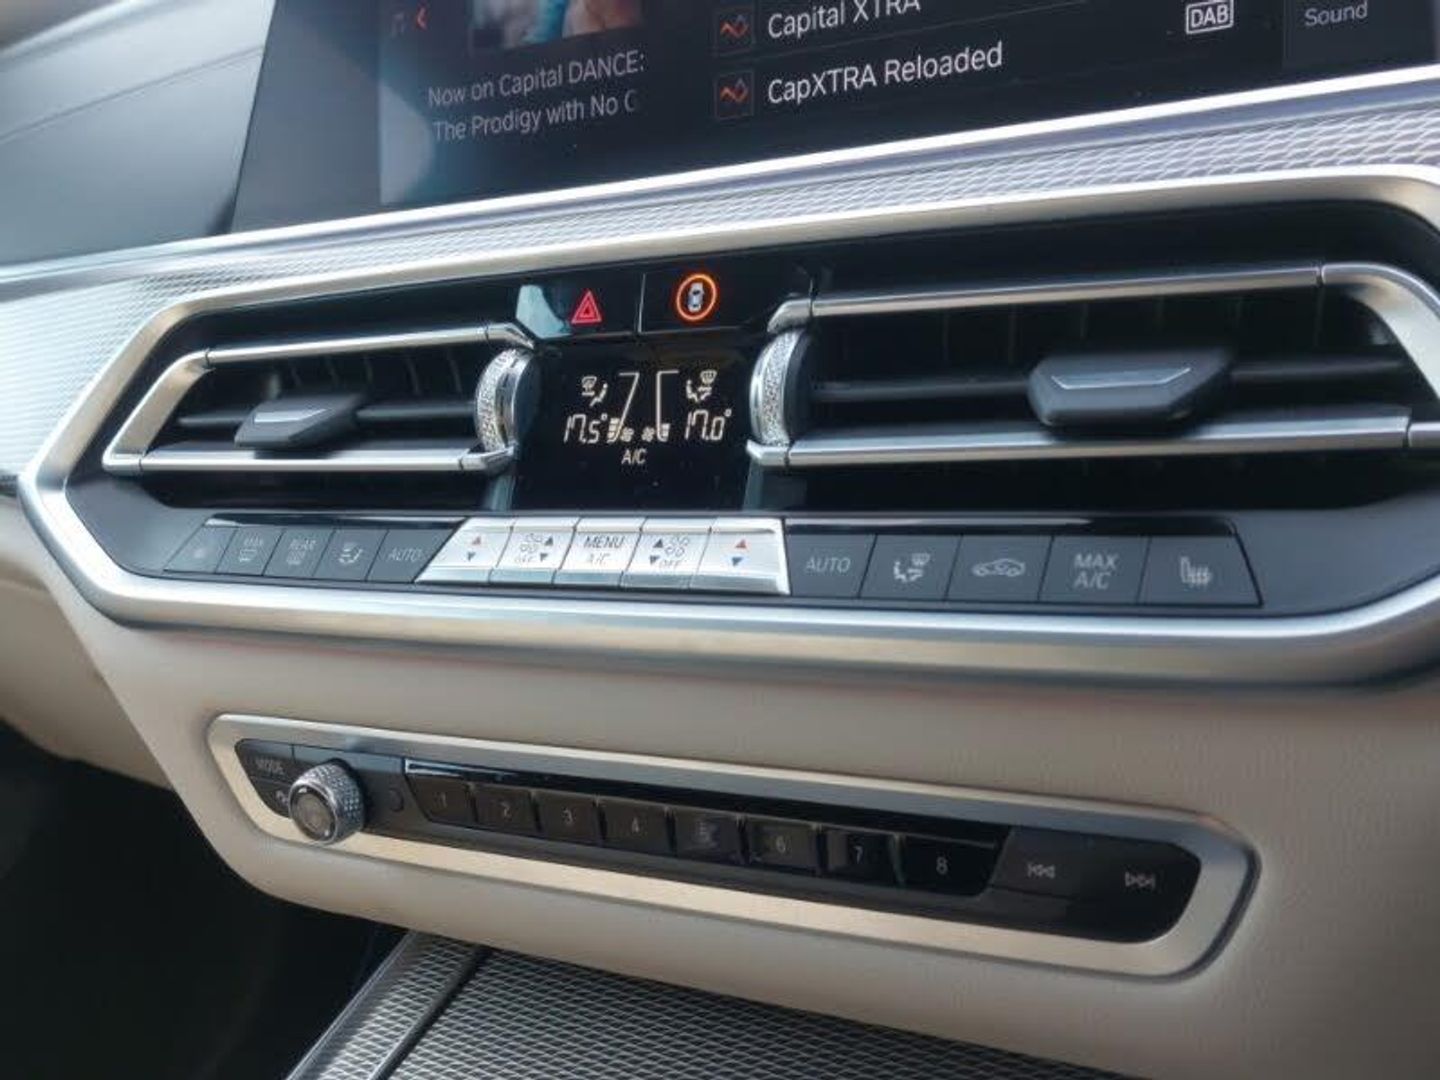 Capital XTRA
DAB
Sound
Now on Capital DANCE:
CapXTRA Reloaded
The Prodigy with No C
17.5°
17.0°
A/C
MAX
REAR
AUTO
OFF
MENU
A/C
OFF
AUTO
MAX
A/C
MODE
1
2
3
4
6
7
8